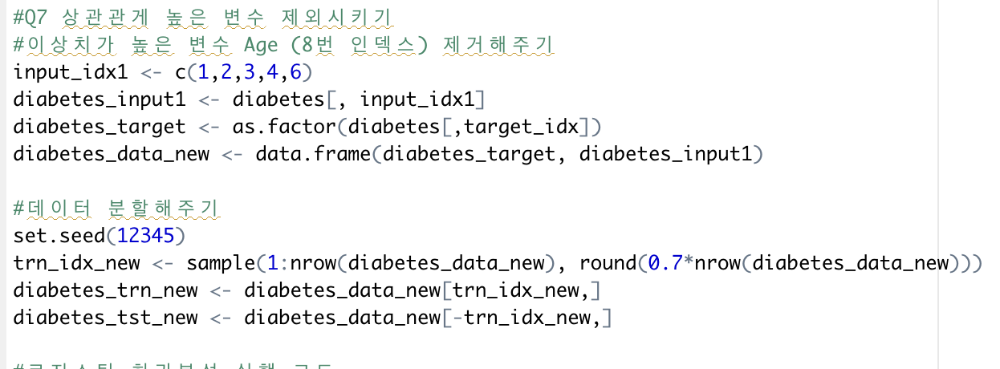 #Q7 상관관게 높은 변수 제외시키기
#이상치가 높은 변수 Age (8번 인덱스) 제거해주기
input_idx1 <- c(1,2,3,4,6)
diabetes_input1 <- diabetes[, input_idx1]
diabetes_target <- as.factor(diabetes[,target_idx])
diabetes_data_new <- data.frame(diabetes_target, diabetes_input1)
#데이터 분할해주기
set.seed(12345)
trn_idx_new <- sample(1:nrow(diabetes_data_new), round(0.7*nrow(diabetes_data_new)))
diabetes_trn_new <- diabetes_data_new[trn_idx_new,]
diabetes_tst_new <- diabetes_data_new[-trn_idx_new,]